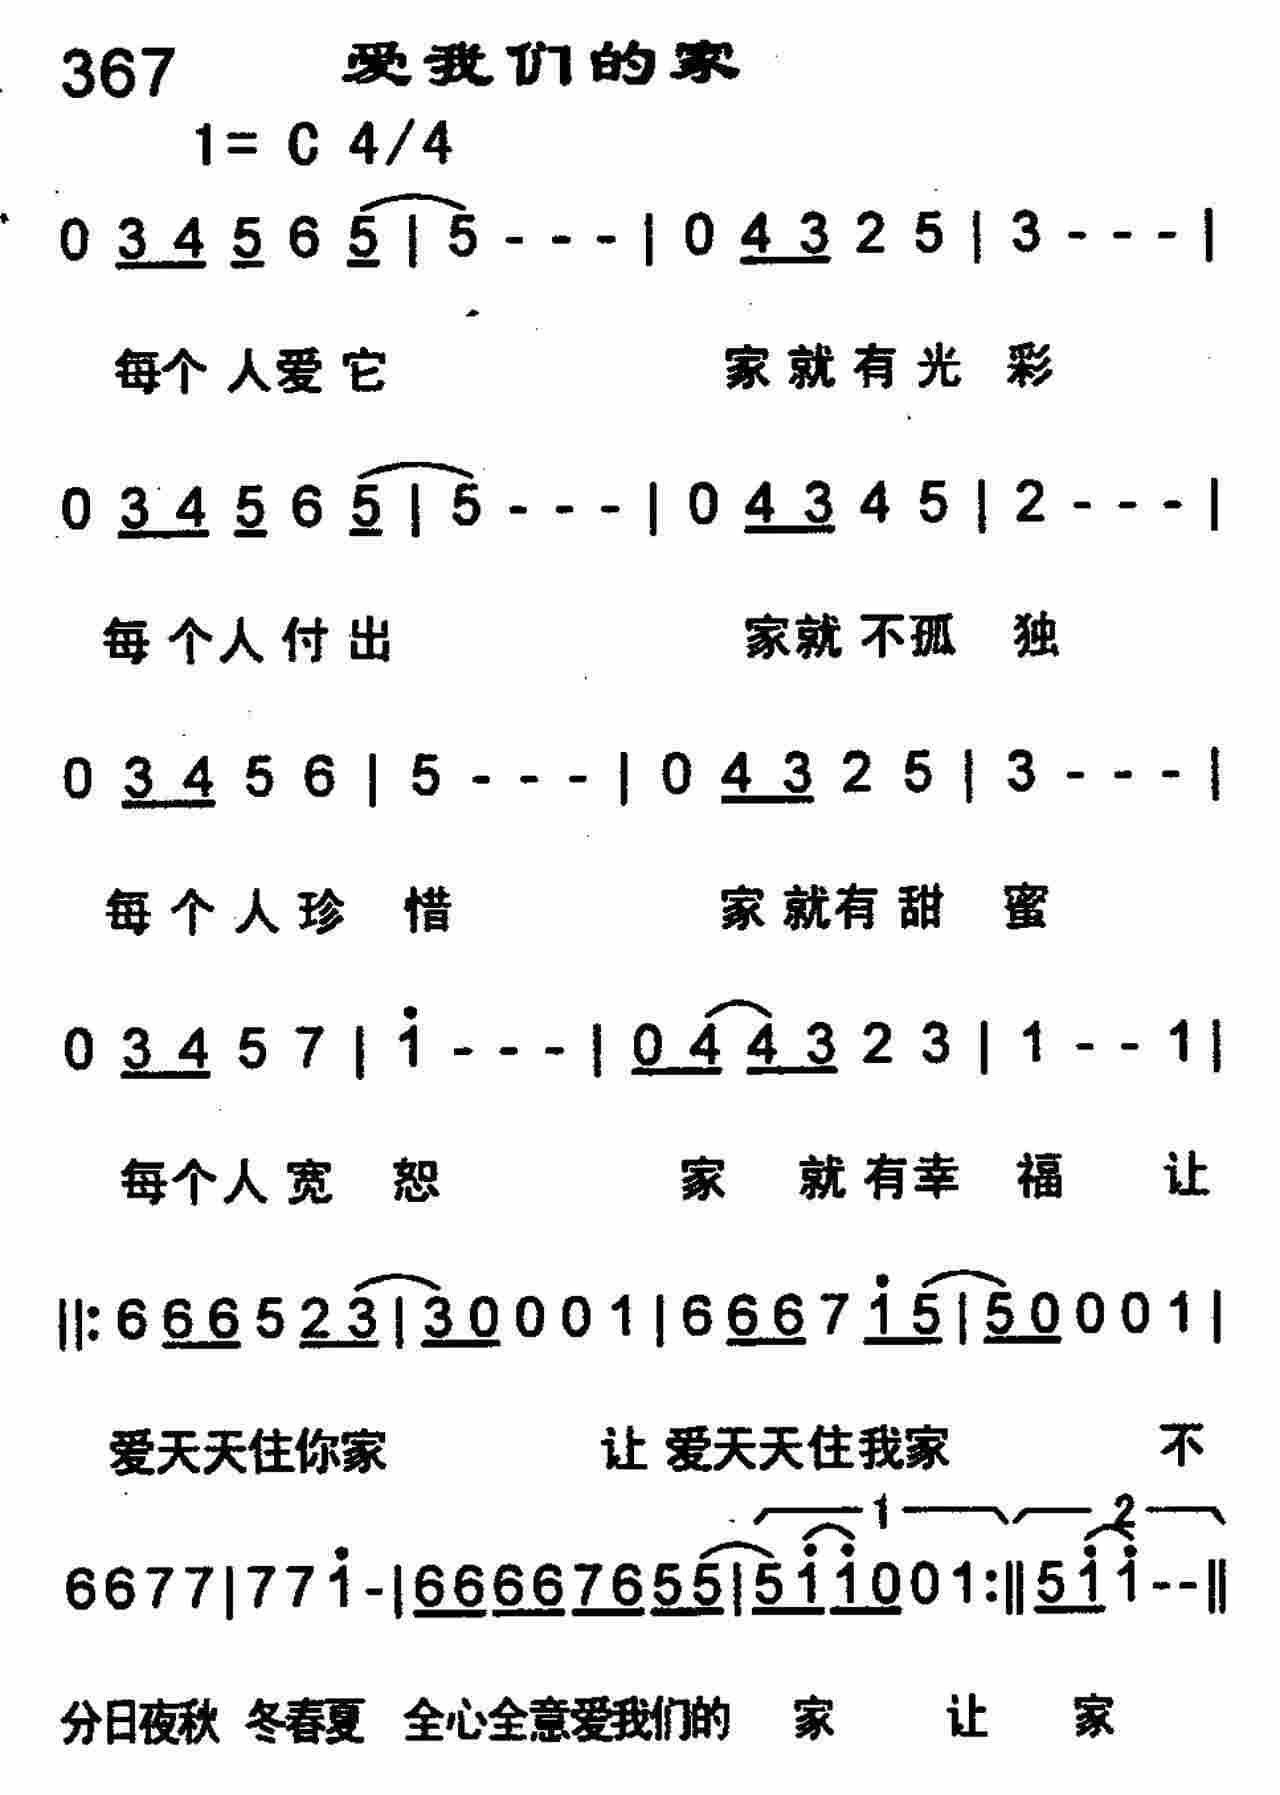 367 爱我们的家
1= C 4/4
0 3 4 5 6 5 | 5 - - - | 0 4 3 2 5 | 3 - - - |
每个人爱它 家就有光彩
0 3 4 5 6 5 | 5 - - - | 0 4 3 4 5 | 2 - - - |
每个人付出 家就不孤独
0 3 4 5 6 | 5 - - - | 0 4 3 2 5 | 3 - - - |
每个人珍惜 家就有甜蜜
0 3 4 5 7 | 1̇ - - - | 0 4 4 3 2 3 | 1 - - 1 |
每个人宽恕 家就有幸福 让
||: 6 6 6 5 2 3 | 3 0 0 0 1 | 6 6 6 7 1̇ 5 | 5 0 0 0 1 |
爱天天住你家 让爱天天住我家 不
1 2
6 6 7 7 | 7 7 1̇ - | 6 6 6 6 7 6 5 5 | 5 1̇ 1̇ 0 0 1 :|| 5 1̇ 1̇ - - ||
分日夜秋 冬春夏 全心全意爱我们的 家 让 家